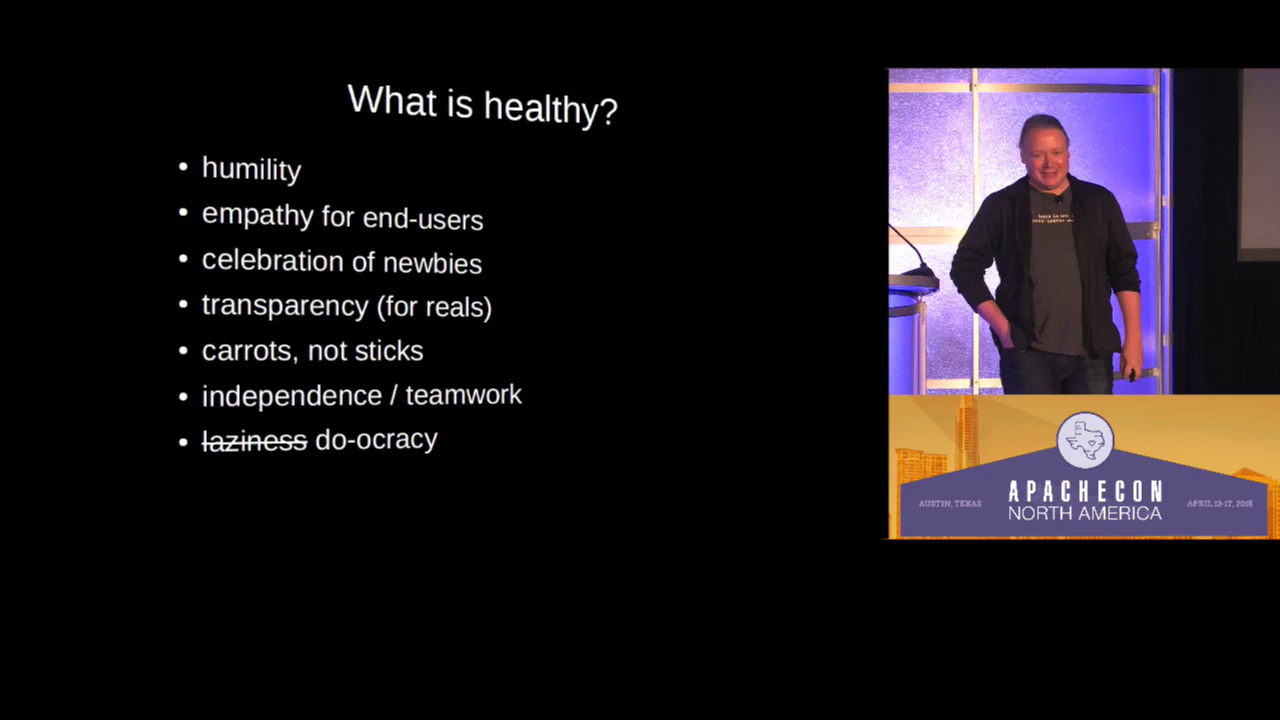 What is healthy?
• humility
• empathy for end-users
• celebration of newbies
• transparency (for reals)
• carrots, not sticks
• independence / teamwork
• laziness do-ocracy
APACHECON
NORTH AMERICA
AUSTIN, TEXAS
APRIL 13-17, 2015